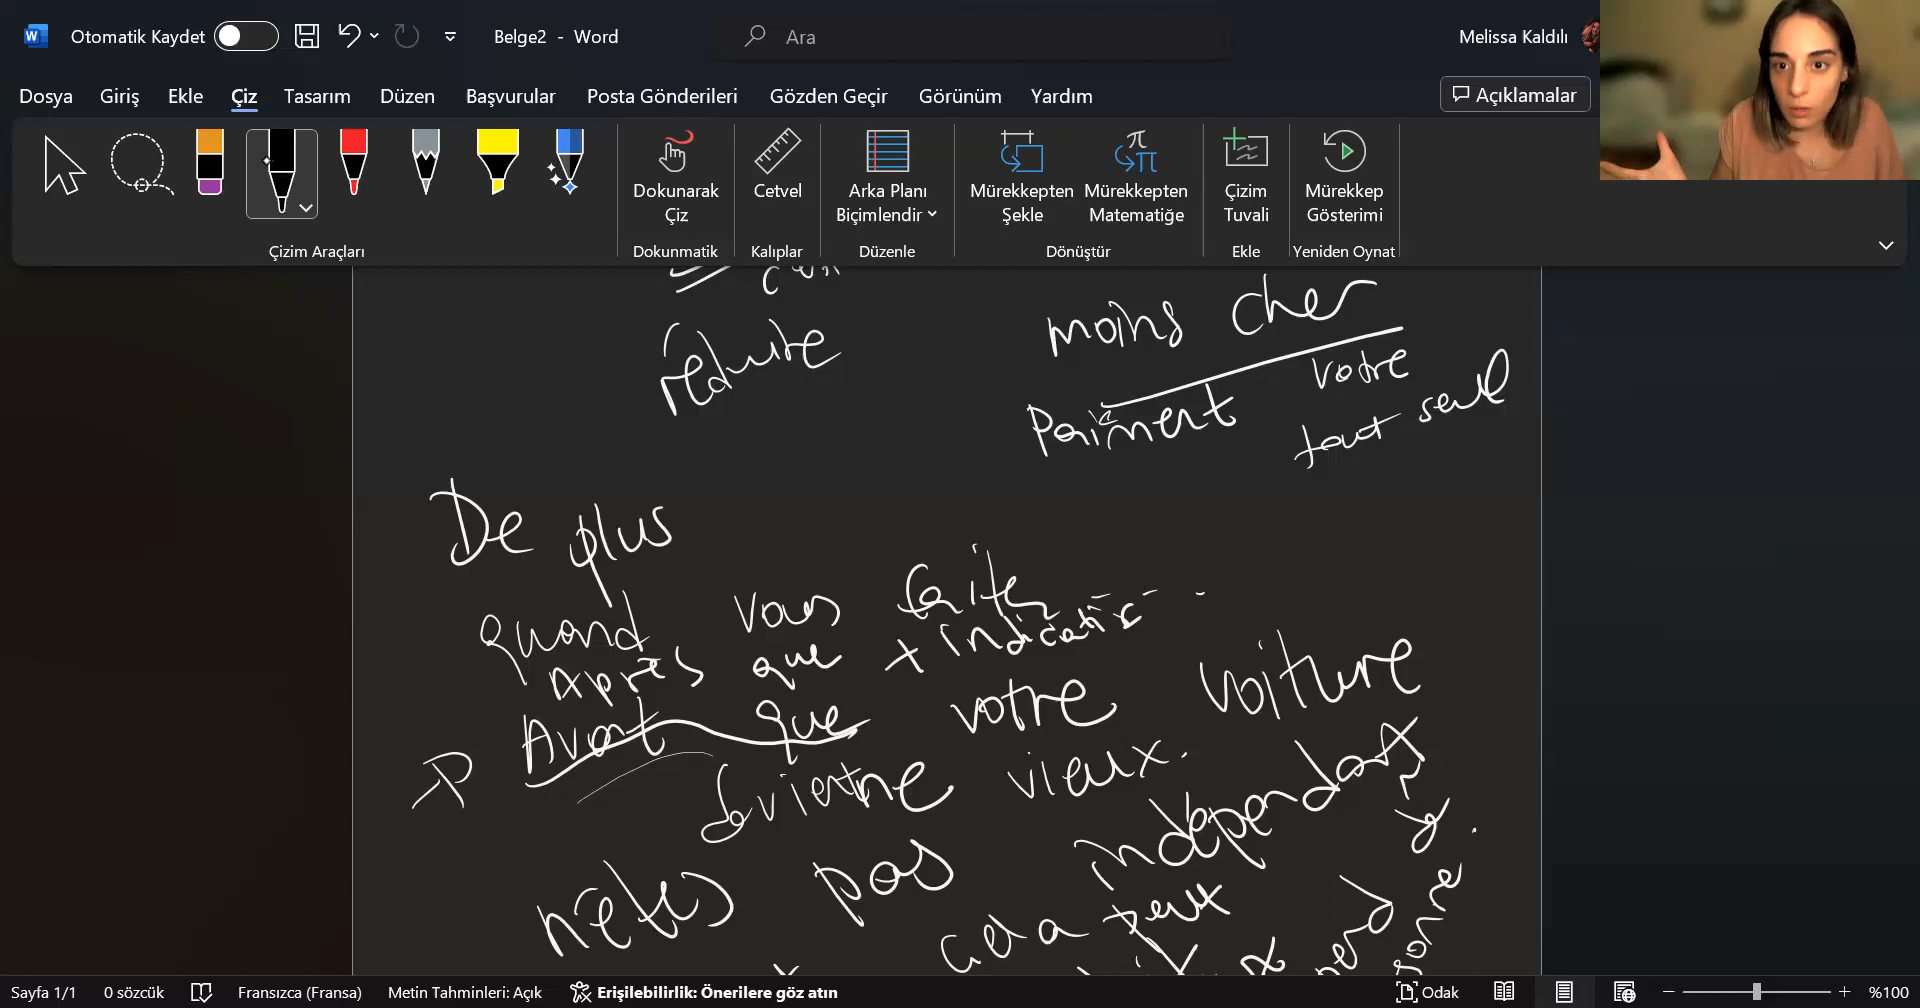 Otomatik Kaydet
Belge2 - Word
Ara
Melissa Kaldılı
Dosya Giriş Ekle Çiz Tasarım Düzen Başvurular Posta Gönderileri Gözden Geçir Görünüm Yardım
Açıklamalar
Dokunarak Çiz
Cetvel
Arka Planı Biçimlendir
Mürekkepten Şekle
Mürekkepten Matematiğe
Çizim Tuvali
Mürekkep Gösterimi
Çizim Araçları
Dokunmatik
Kalıplar
Düzenle
Dönüştür
Ekle
Yeniden Oynat
réduire
moins cher
Paiement votre
tout seul
De plus
quand vous faites
Après que + indicatif
Avant que votre voiture
devienne vieux.
n'êtes pas indépendant
cela peut
Sayfa 1/1 0 sözcük Fransızca (Fransa) Metin Tahminleri: Açık Erişilebilirlik: Önerilere göz atın Odak %100